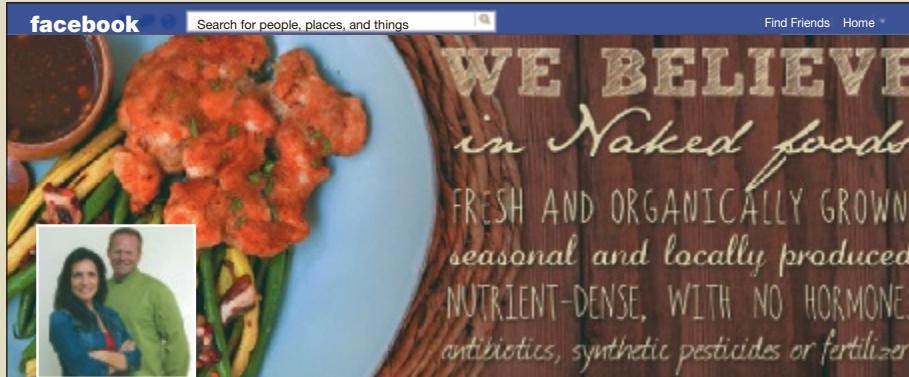 facebook Search for people, places, and things Find Friends Home
WE BELIEVE
in Naked foods
FRESH AND ORGANICALLY GROWN
seasonal and locally produced
NUTRIENT-DENSE, WITH NO HORMONE
antibiotics, synthetic pesticides or fertilizer